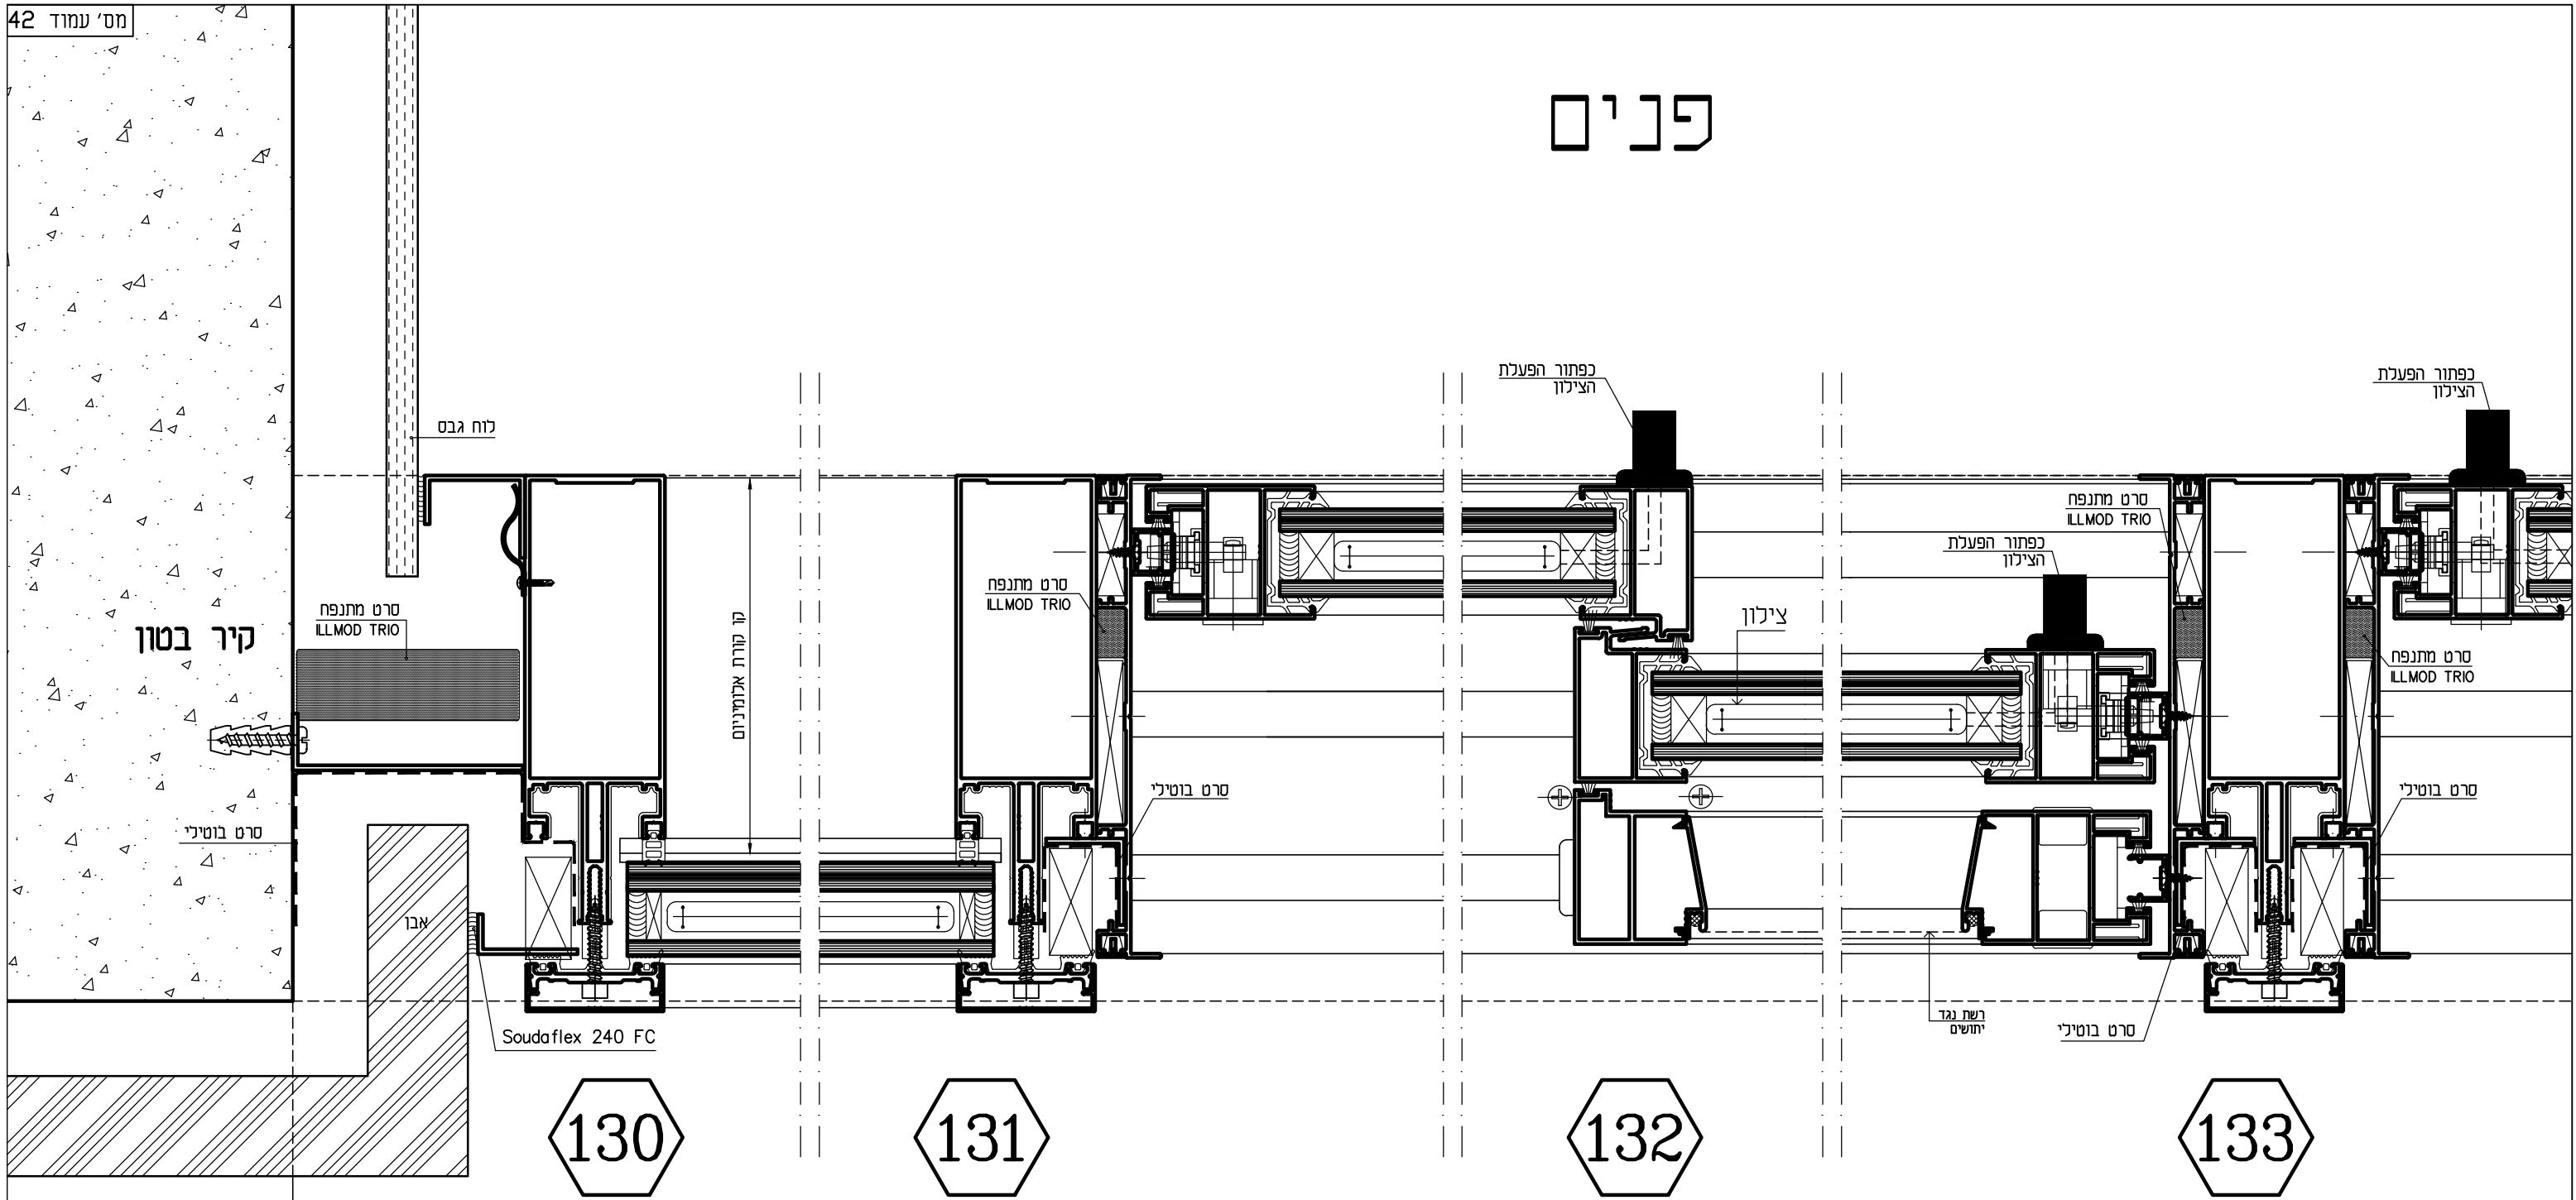 מס' עמוד 42
פנים
כפתור הפעלת
הצילון
כפתור הפעלת
הצילון
לוח גבס
סרט מתנפח
ILLMOD TRIO
כפתור הפעלת
הצילון
סרט מתנפח
ILLMOD TRIO
סרט מתנפח
ILLMOD TRIO
קיר בטון
צילון
קו קורת אלומיניום
סרט מתנפח
ILLMOD TRIO
סרט בוטילי
סרט בוטילי
סרט בוטילי
אבן
רשת נגד
יתושים
סרט בוטילי
Soudaflex 240 FC
130
131
132
133